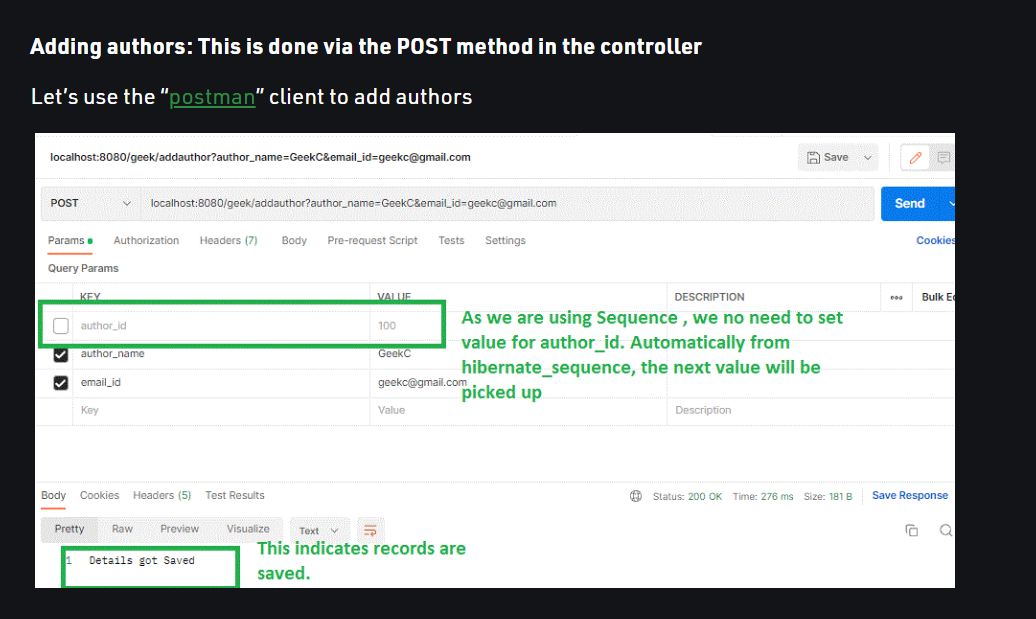 Adding authors: This is done via the POST method in the controller
Let's use the “postman” client to add authors
localhost:8080/geek/addauthor?author_name=GeekC&email_id=geekc@gmail.com
Save
POST
localhost:8080/geek/addauthor?author_name=GeekC&email_id=geekc@gmail.com
Send
Params Authorization Headers (7) Body Pre-request Script Tests Settings Cookies
Query Params
KEY VALUE DESCRIPTION ooo Bulk Ec
author_id 100
As we are using Sequence , we no need to set
value for author_id. Automatically from
hibernate_sequence, the next value will be
picked up
author_name GeekC
email_id geekc@gmail.com
Key Value Description
Body Cookies Headers (5) Test Results Status: 200 OK Time: 276 ms Size: 181 B Save Response
Pretty Raw Preview Visualize Text
This indicates records are
saved.
1 Details got Saved